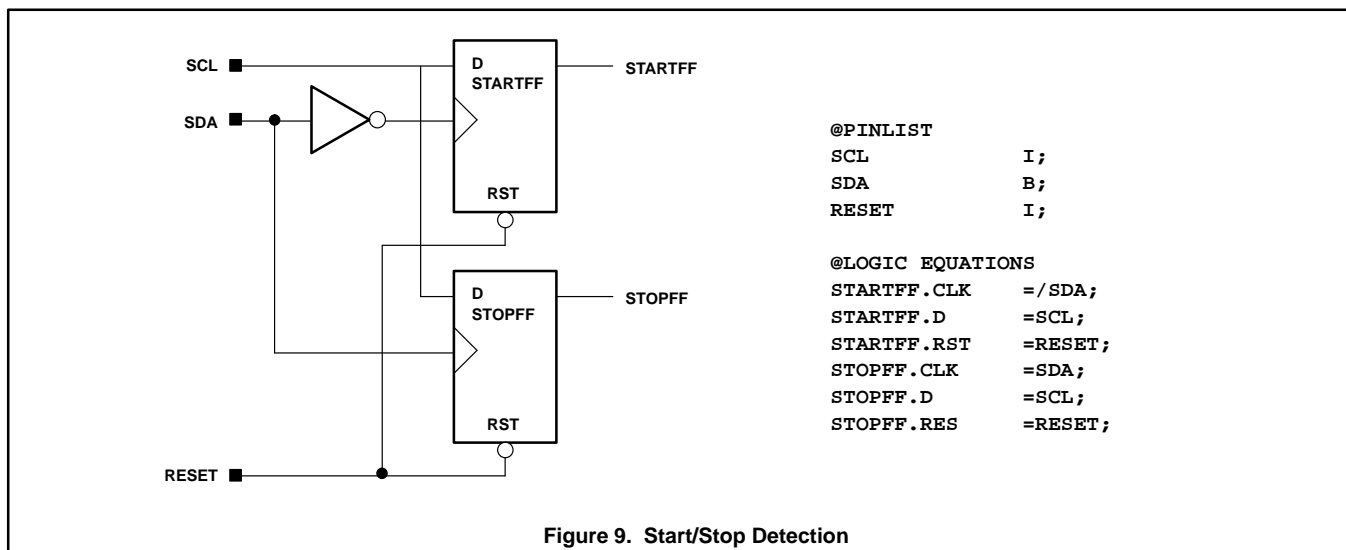 SCL
SDA
D
STARTFF
RST
STARTFF
D
STOPFF
RST
STOPFF
RESET
@PINLIST
SCL I;
SDA B;
RESET I;
@LOGIC EQUATIONS
STARTFF.CLK =/SDA;
STARTFF.D =SCL;
STARTFF.RST =RESET;
STOPFF.CLK =SDA;
STOPFF.D =SCL;
STOPFF.RES =RESET;
Figure 9. Start/Stop Detection